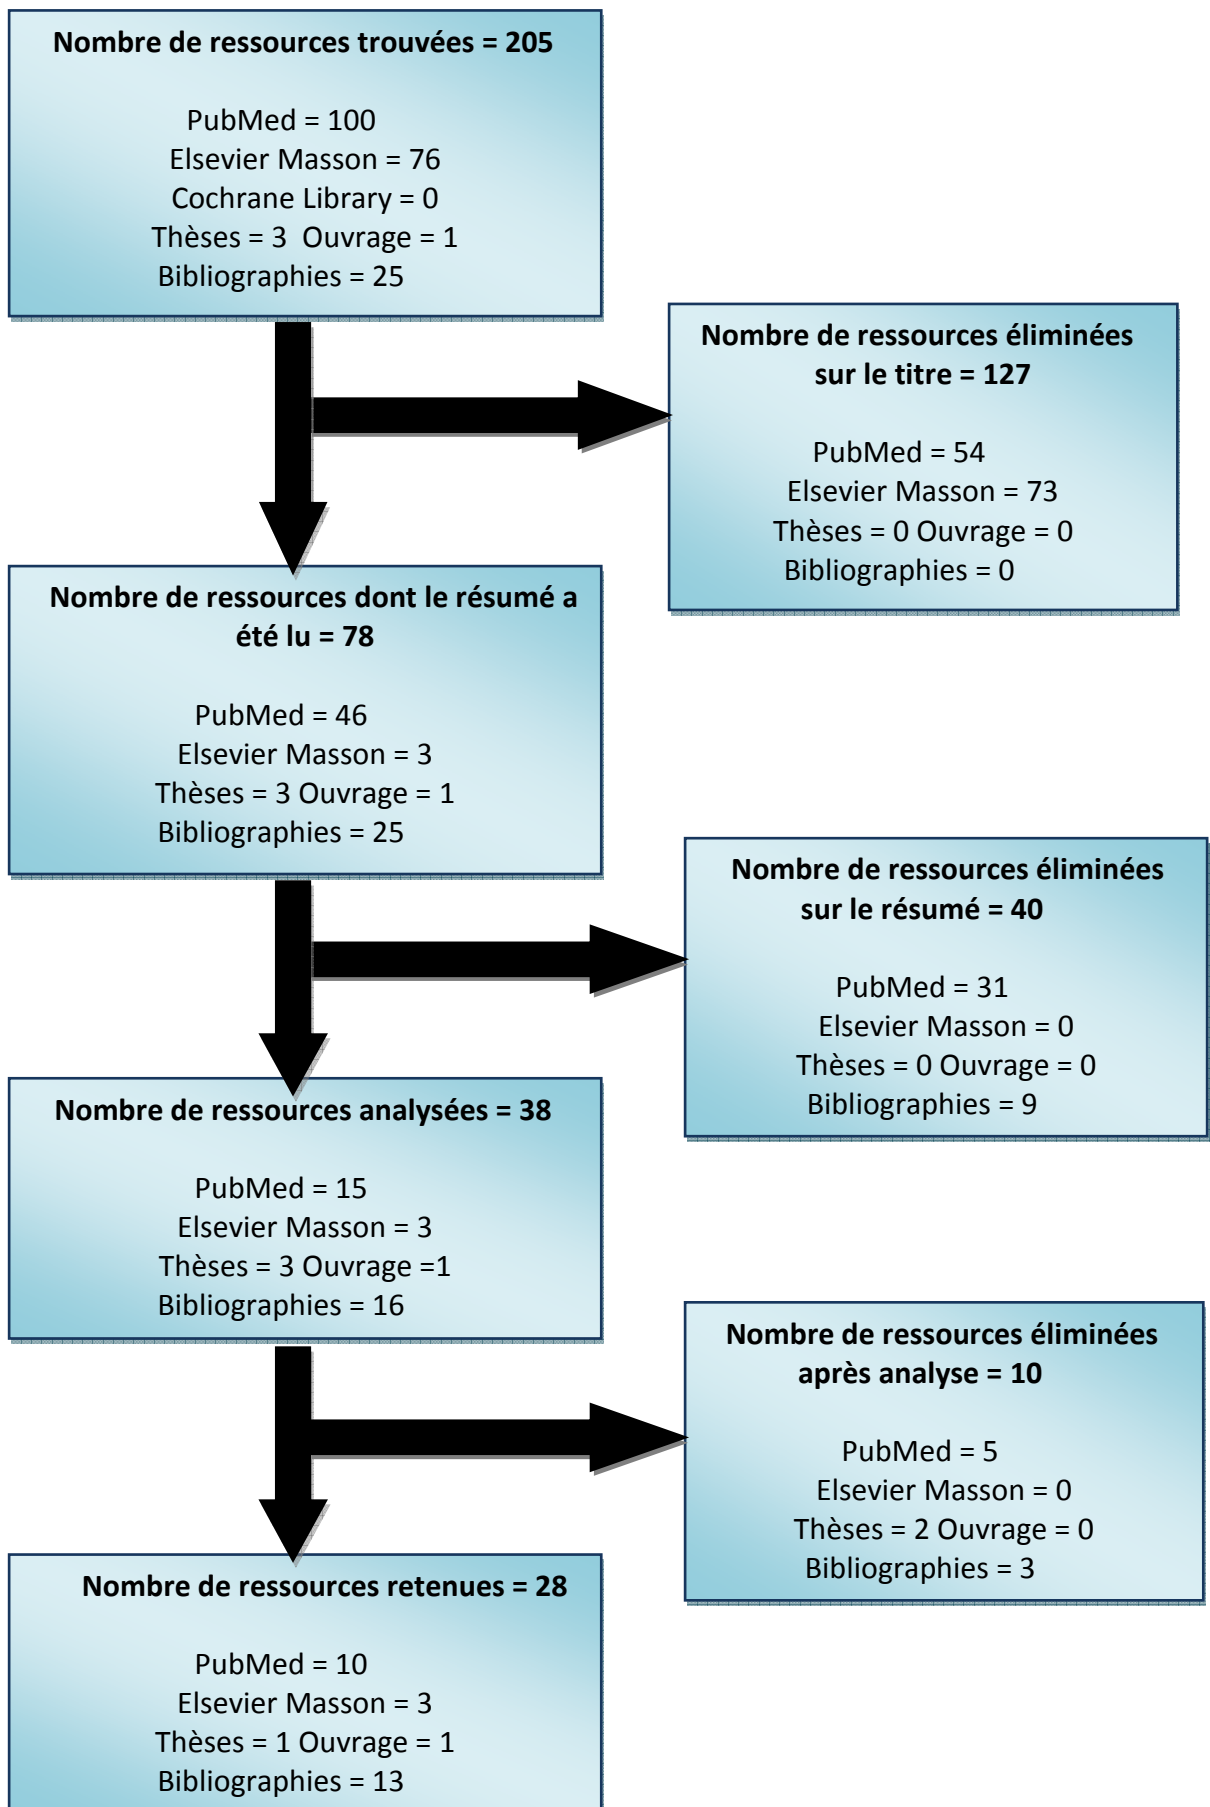 Nombre de ressources trouvées = 205
PubMed = 100
Elsevier Masson = 76
Cochrane Library = 0
Thèses = 3 Ouvrage = 1
Bibliographies = 25
Nombre de ressources éliminées
sur le titre = 127
PubMed = 54
Elsevier Masson = 73
Thèses = 0 Ouvrage = 0
Bibliographies = 0
Nombre de ressources dont le résumé a
été lu = 78
PubMed = 46
Elsevier Masson = 3
Thèses = 3 Ouvrage = 1
Bibliographies = 25
Nombre de ressources éliminées
sur le résumé = 40
PubMed = 31
Elsevier Masson = 0
Thèses = 0 Ouvrage = 0
Bibliographies = 9
Nombre de ressources analysées = 38
PubMed = 15
Elsevier Masson = 3
Thèses = 3 Ouvrage =1
Bibliographies = 16
Nombre de ressources éliminées
après analyse = 10
PubMed = 5
Elsevier Masson = 0
Thèses = 2 Ouvrage = 0
Bibliographies = 3
Nombre de ressources retenues = 28
PubMed = 10
Elsevier Masson = 3
Thèses = 1 Ouvrage = 1
Bibliographies = 13